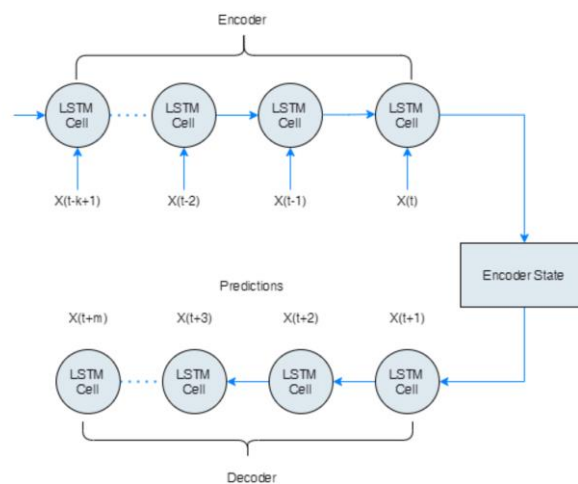 Encoder
LSTM
Cell
LSTM
Cell
LSTM
Cell
LSTM
Cell
X(t-k+1)
X(t-2)
X(t-1)
X(t)
Encoder State
Predictions
X(t+m)
X(t+3)
X(t+2)
X(t+1)
LSTM
Cell
LSTM
Cell
LSTM
Cell
LSTM
Cell
Decoder